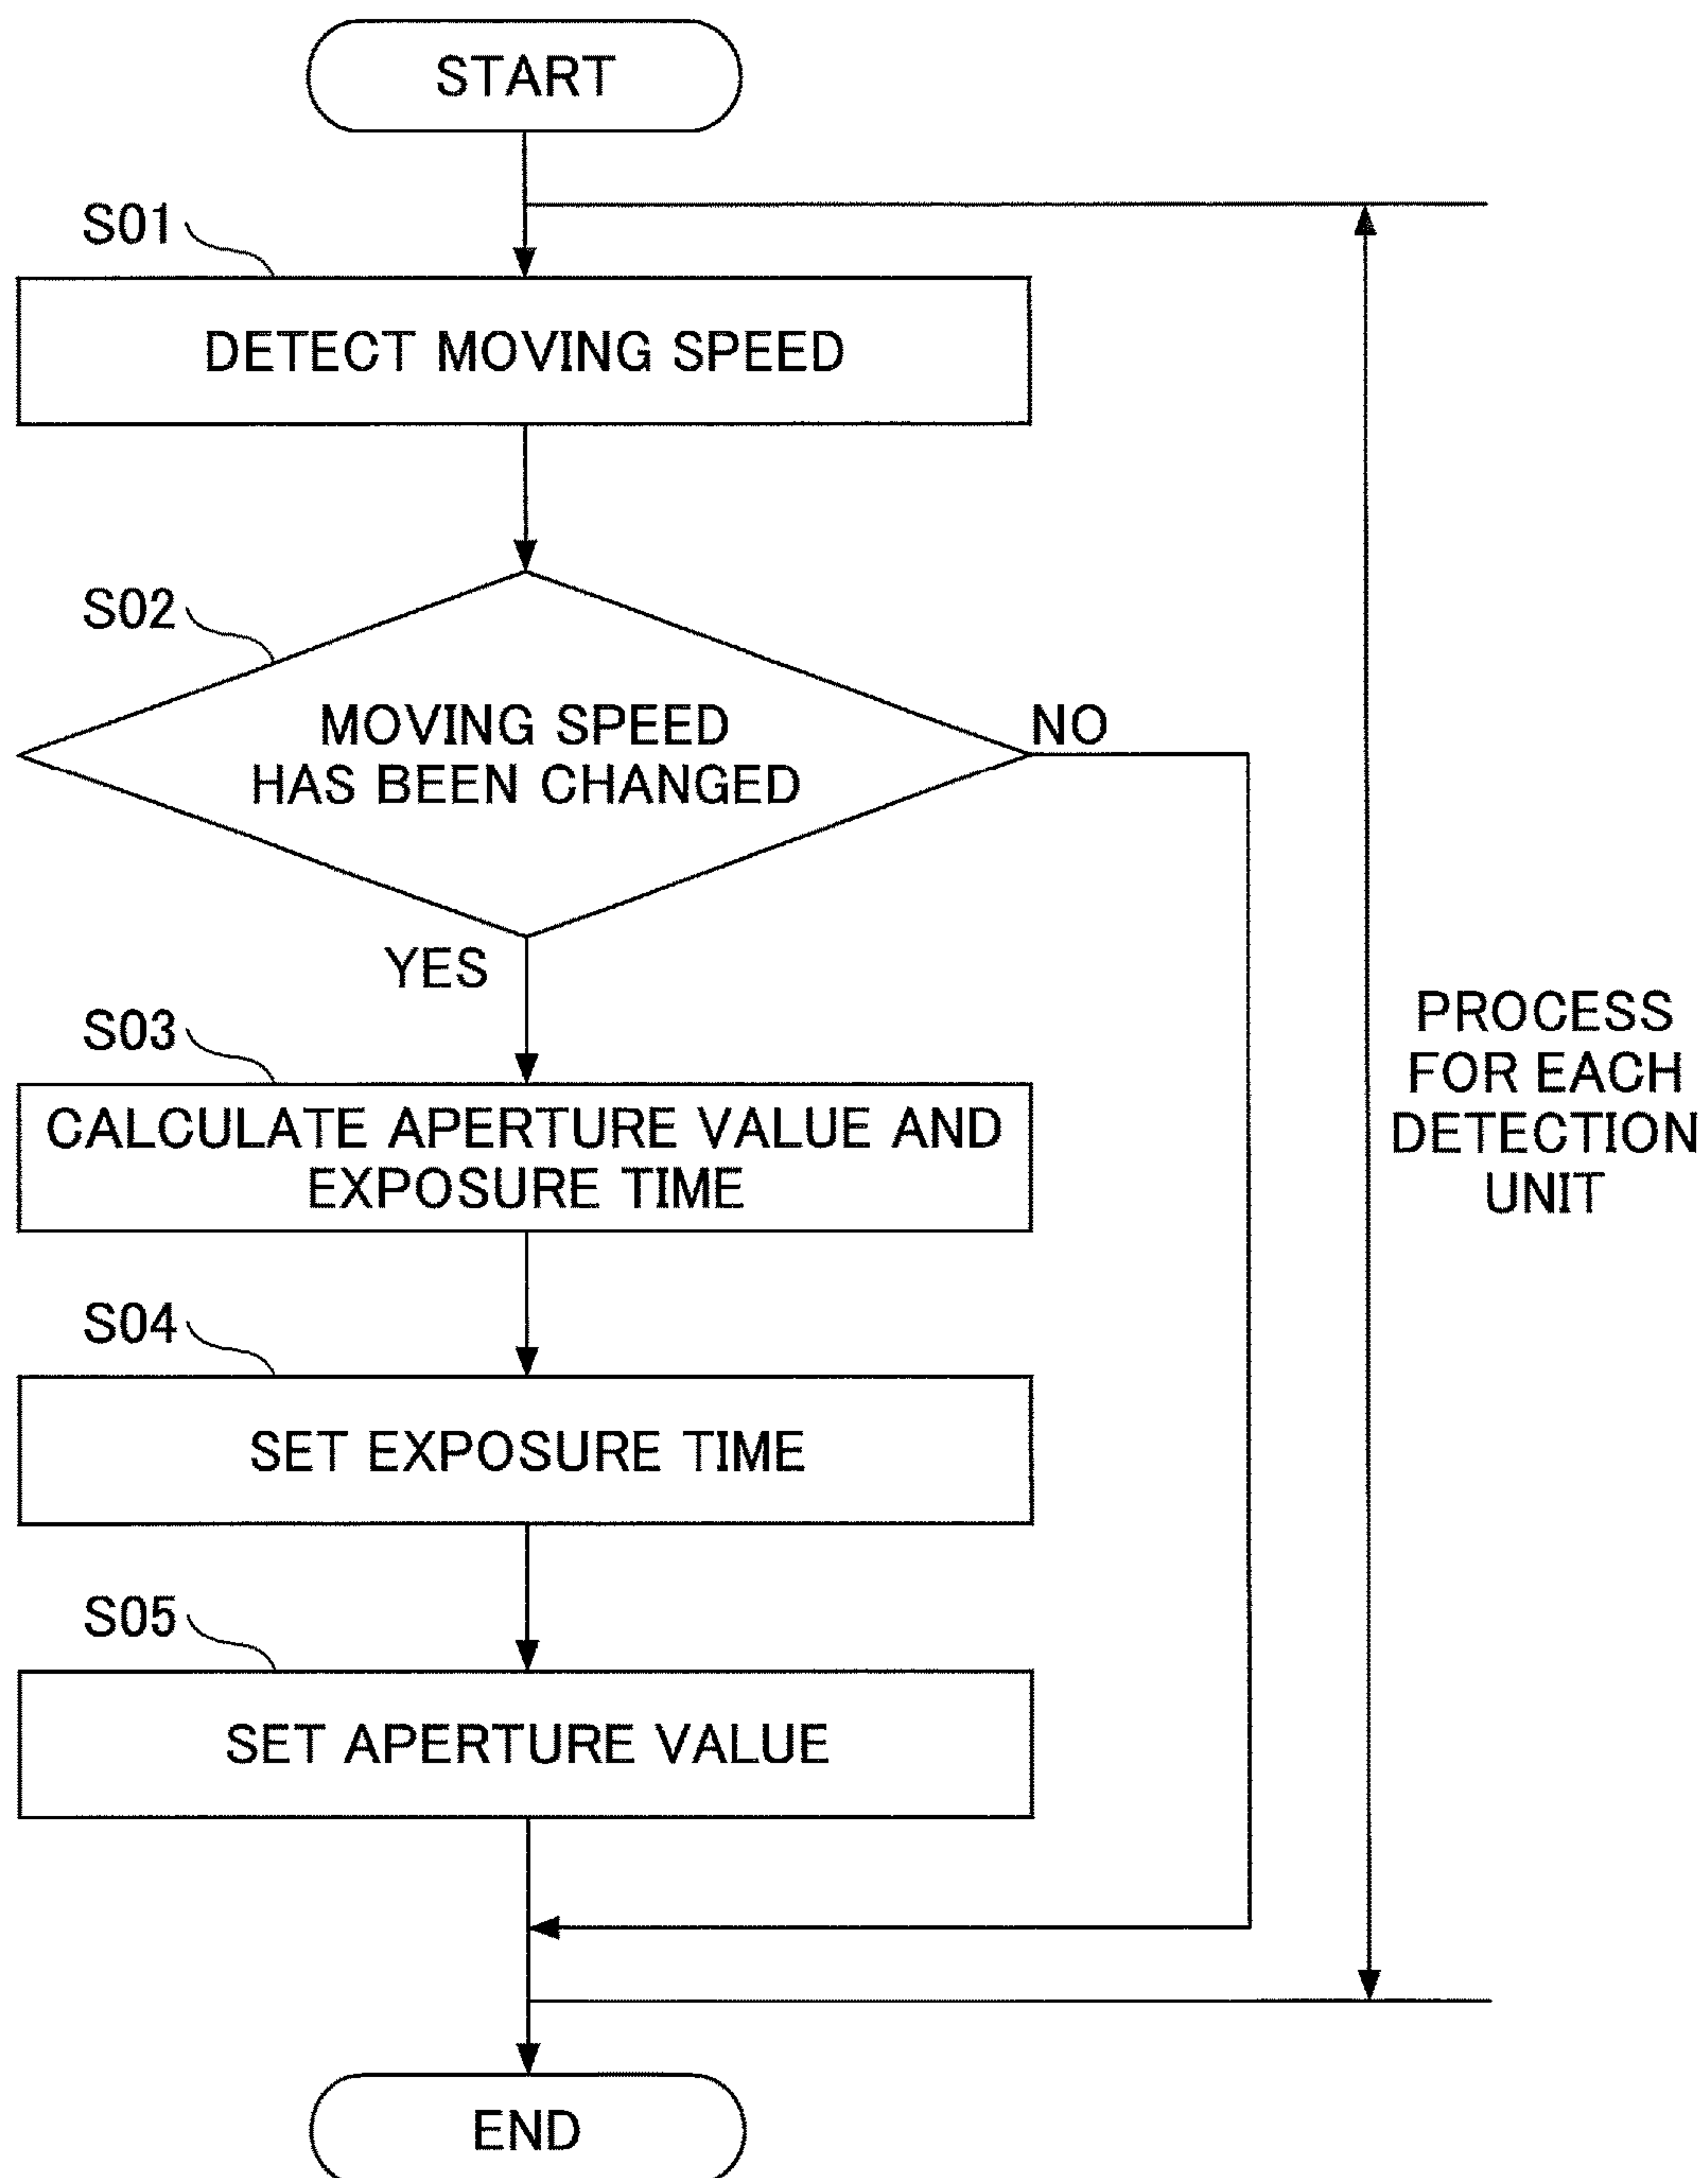 START
S01
DETECT MOVING SPEED
S02
MOVING SPEED
HAS BEEN CHANGED
NO
YES
S03
CALCULATE APERTURE VALUE AND
EXPOSURE TIME
PROCESS
FOR EACH
DETECTION
UNIT
S04
SET EXPOSURE TIME
S05
SET APERTURE VALUE
END